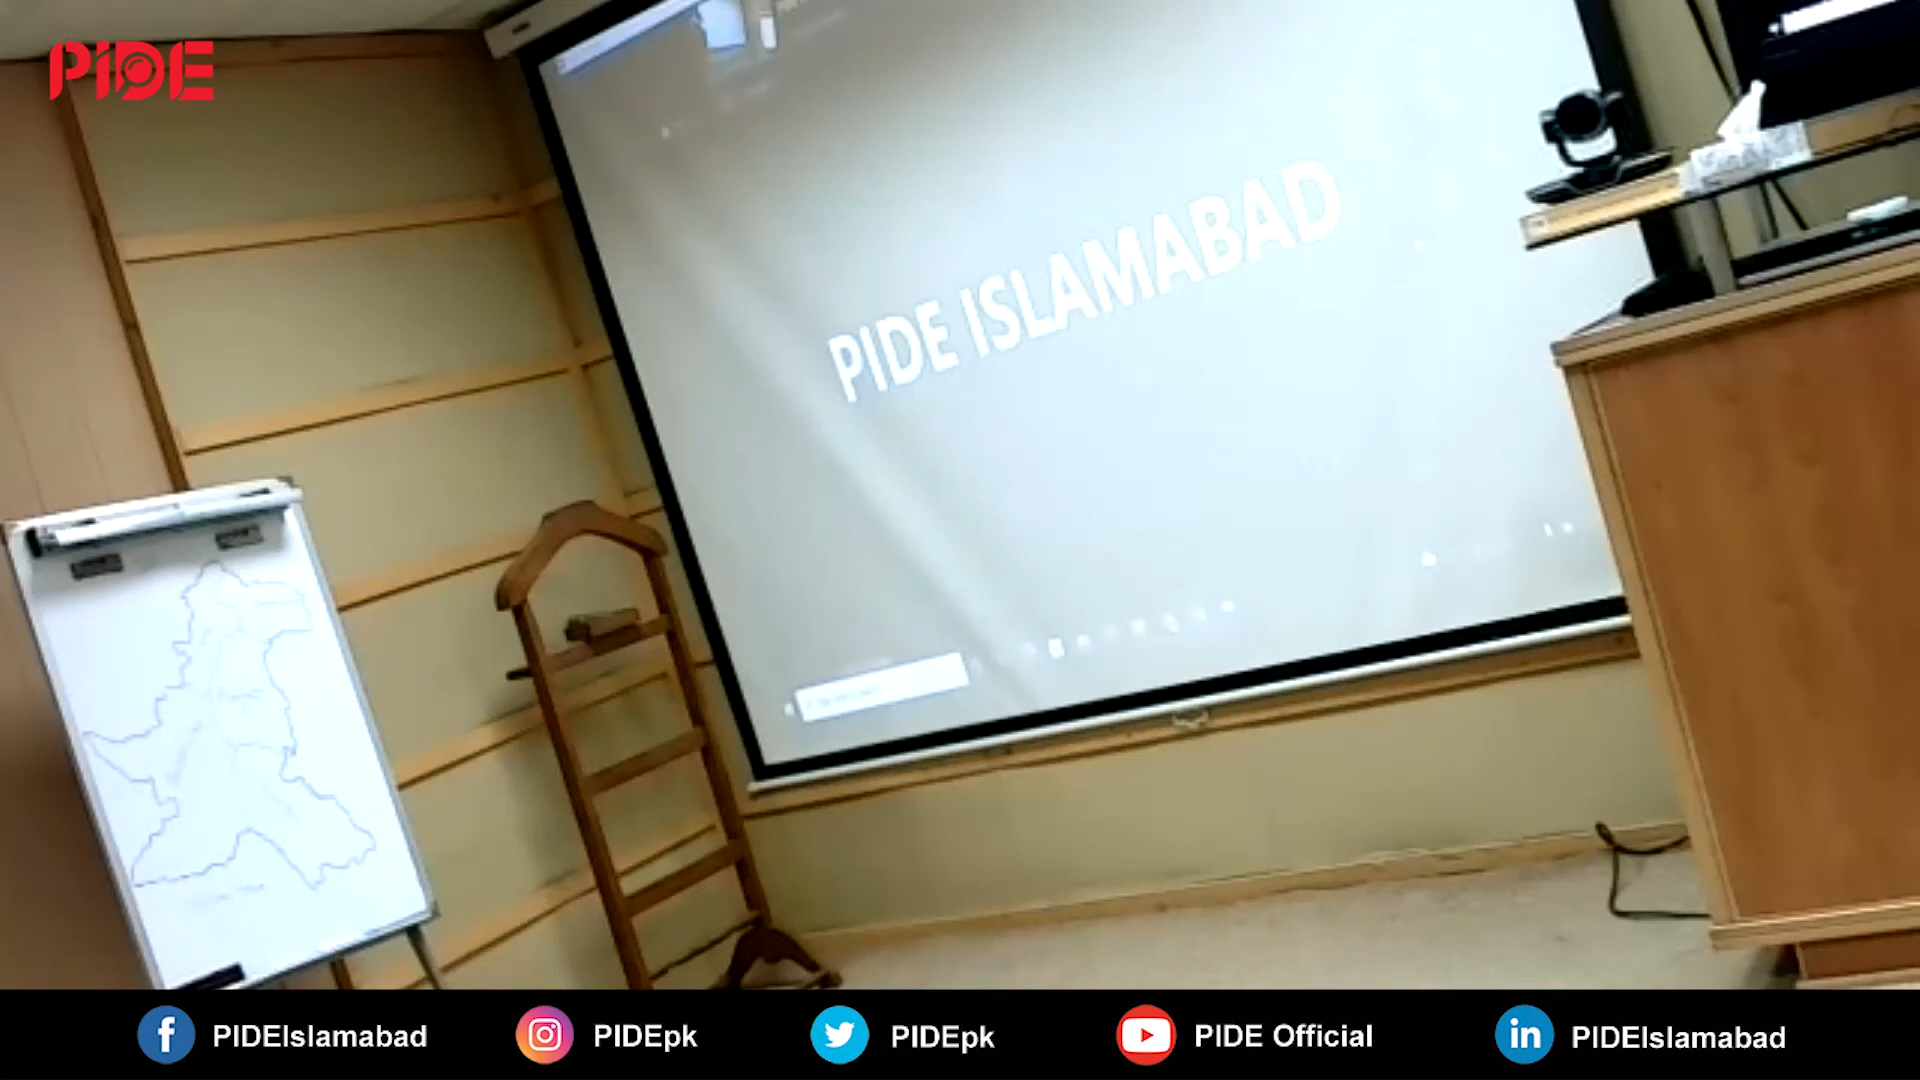 PIDE
PIDE ISLAMABAD
PIDEIslamabad
PIDEpk
PIDEpk
PIDE Official
PIDEIslamabad